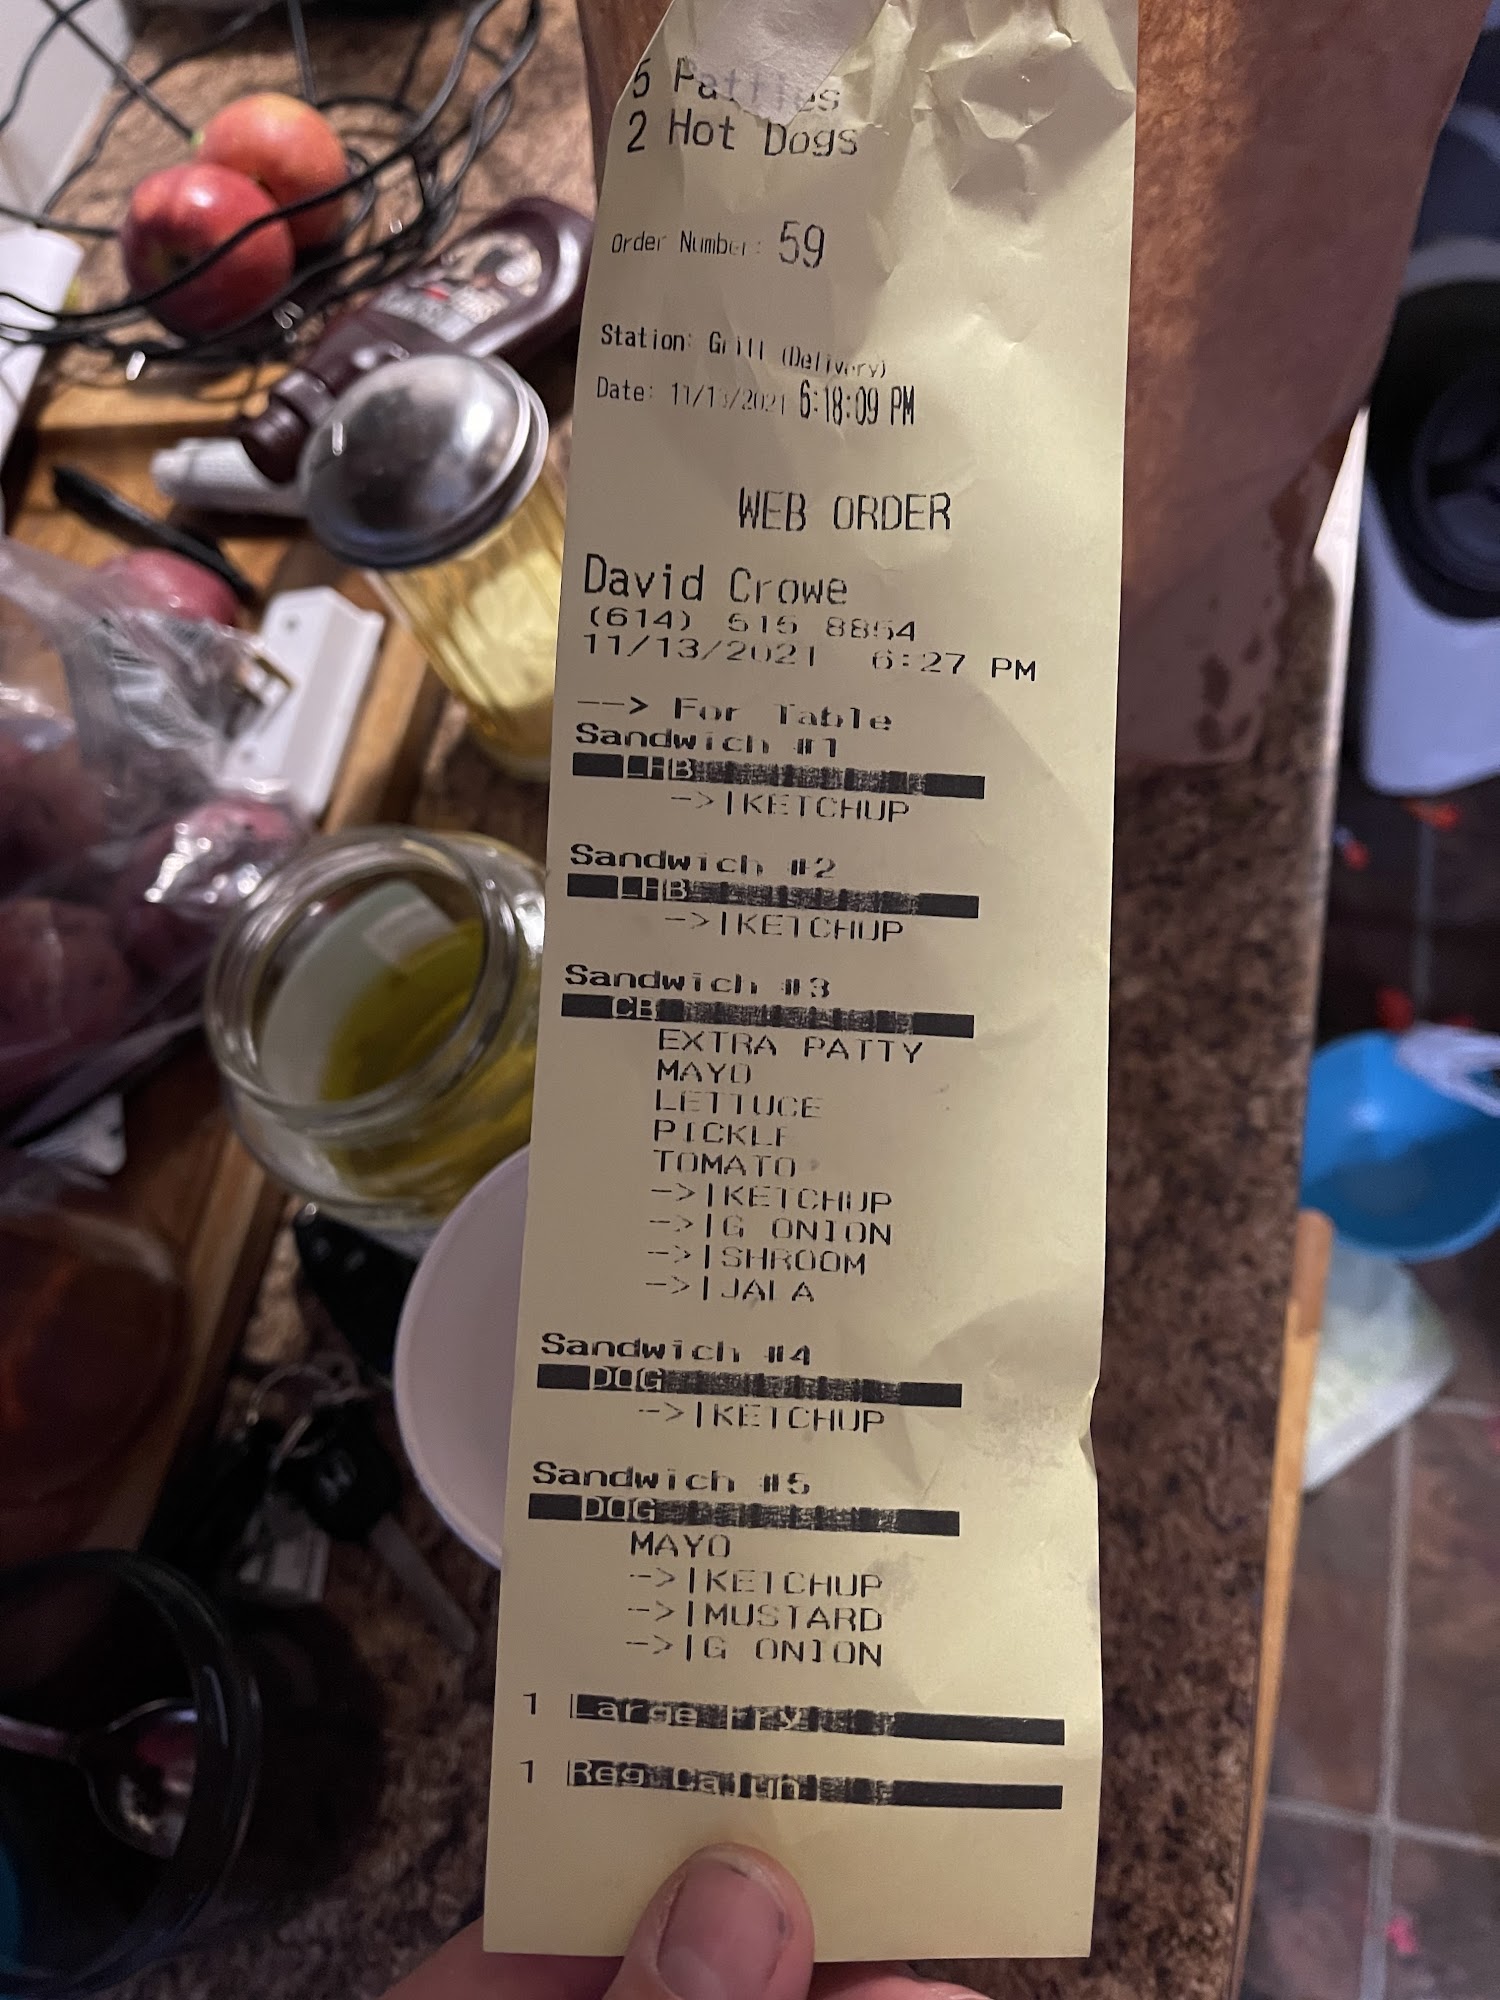 5 Patties
2 Hot Dogs
Order Number: 59
Station: Grill (Delivery)
Date: 11/13/2021 6:18:09 PM
WEB ORDER
David Crowe
(614) 515 8854
11/13/2021 6:27 PM
--> For Table
Sandwich #1
LHB
->|KETCHUP
Sandwich #2
LHB
->|KETCHUP
Sandwich #3
CB
EXTRA PATTY
MAYO
LETTUCE
PICKLE
TOMATO
->|KETCHUP
->|G ONION
->|SHROOM
->|JALA
Sandwich #4
DOG
->|KETCHUP
Sandwich #5
DOG
MAYO
->|KETCHUP
->|MUSTARD
->|G ONION
1 Large Fry
1 Reg Cajun